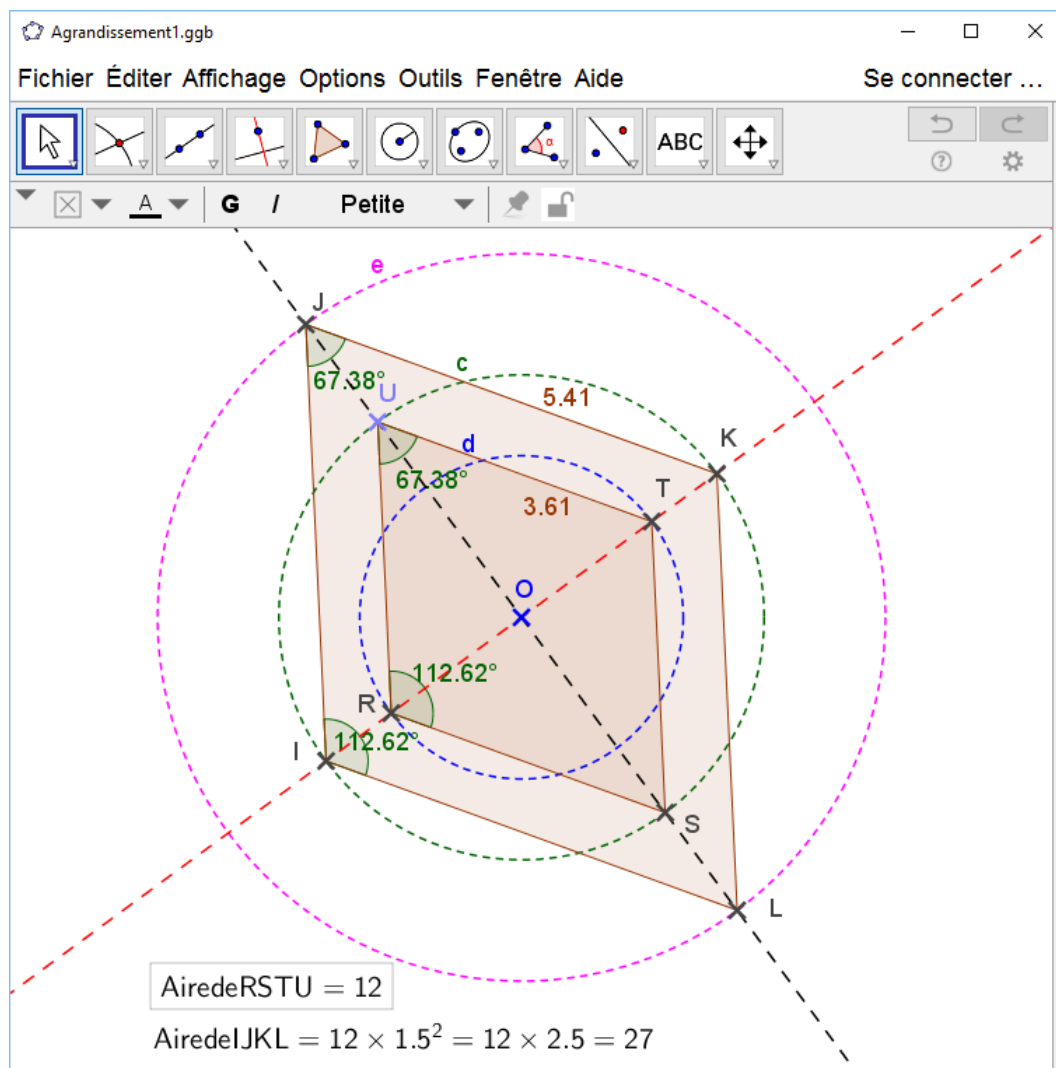 Agrandissement1.ggb
Fichier Éditer Affichage Options Outils Fenêtre Aide Se connecter ...
ABC
α
A G I Petite
e
J
c
67.38°
U
5.41
K
d
67.38°
T
3.61
O
112.62°
R
I
112.62°
S
L
AiredeRSTU = 12
AiredeIJKL = 12 × 1.5² = 12 × 2.5 = 27